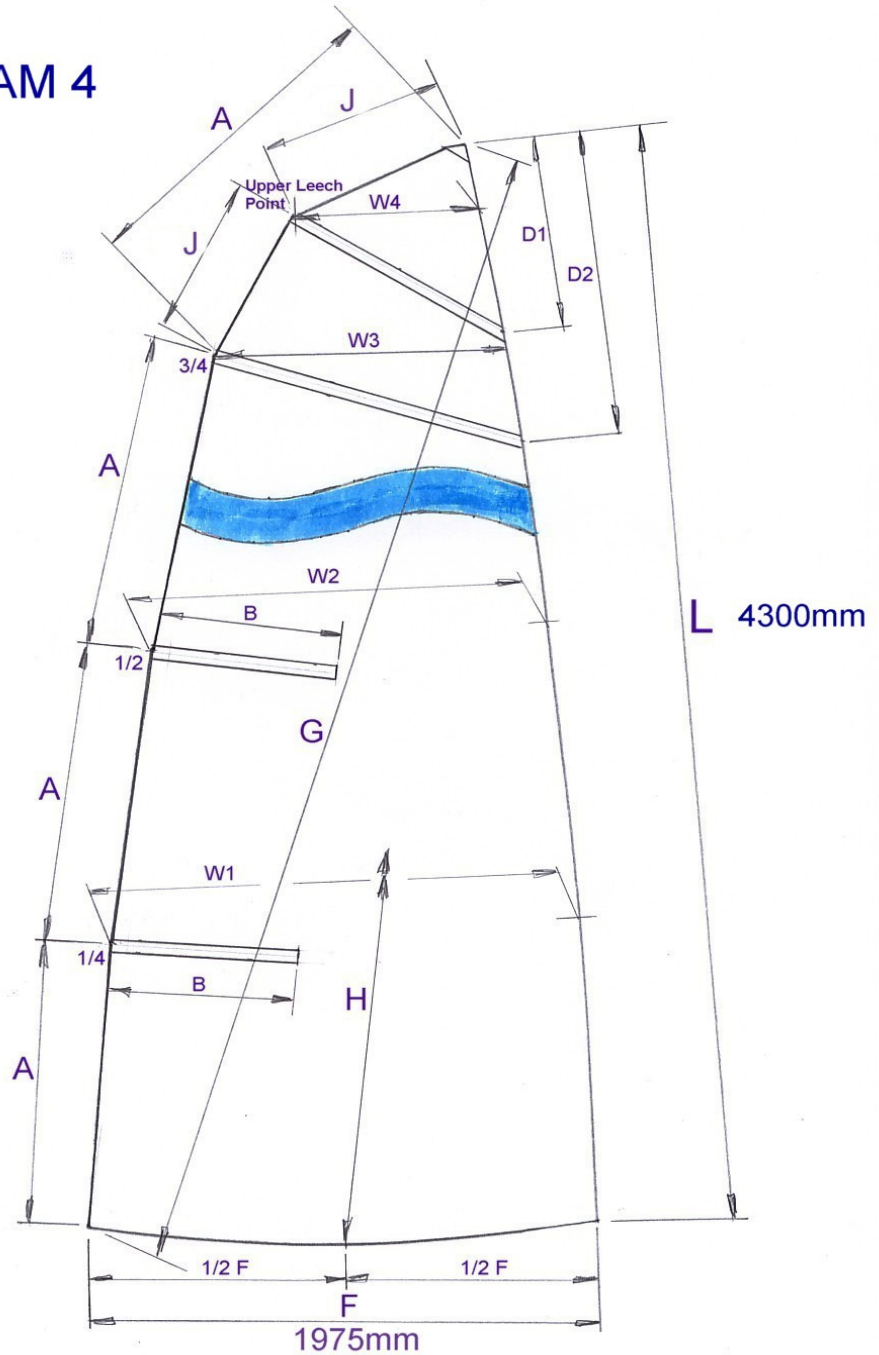 AM 4
A
J
Upper Leech
Point
W4
J
D1
D2
W3
3/4
A
W2
B
L 4300mm
1/2
G
A
W1
1/4
B
H
A
1/2 F
1/2 F
F
1975mm